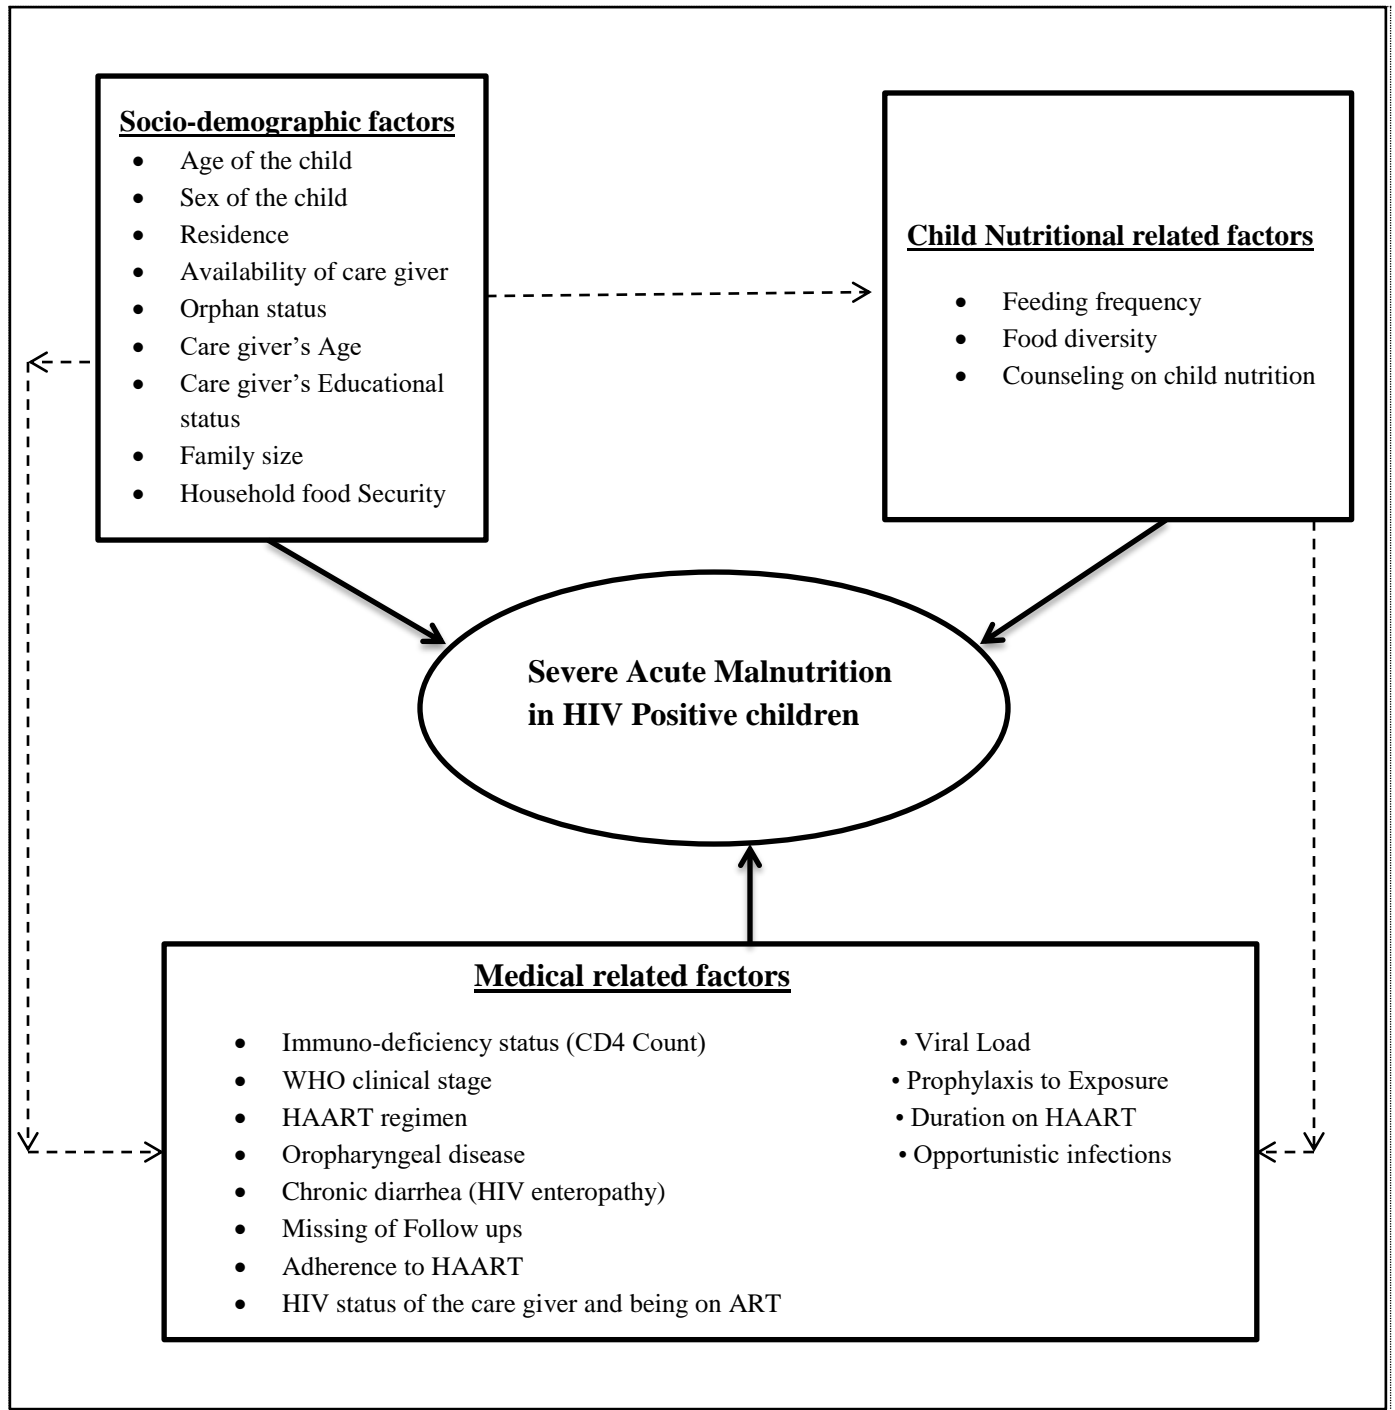 Socio-demographic factors
• Age of the child
• Sex of the child
• Residence
• Availability of care giver
• Orphan status
• Care giver’s Age
• Care giver’s Educational
status
• Family size
• Household food Security
Child Nutritional related factors
• Feeding frequency
• Food diversity
• Counseling on child nutrition
Severe Acute Malnutrition
in HIV Positive children
Medical related factors
• Immuno-deficiency status (CD4 Count)
• WHO clinical stage
• HAART regimen
• Oropharyngeal disease
• Chronic diarrhea (HIV enteropathy)
• Missing of Follow ups
• Adherence to HAART
• HIV status of the care giver and being on ART
• Viral Load
• Prophylaxis to Exposure
• Duration on HAART
• Opportunistic infections